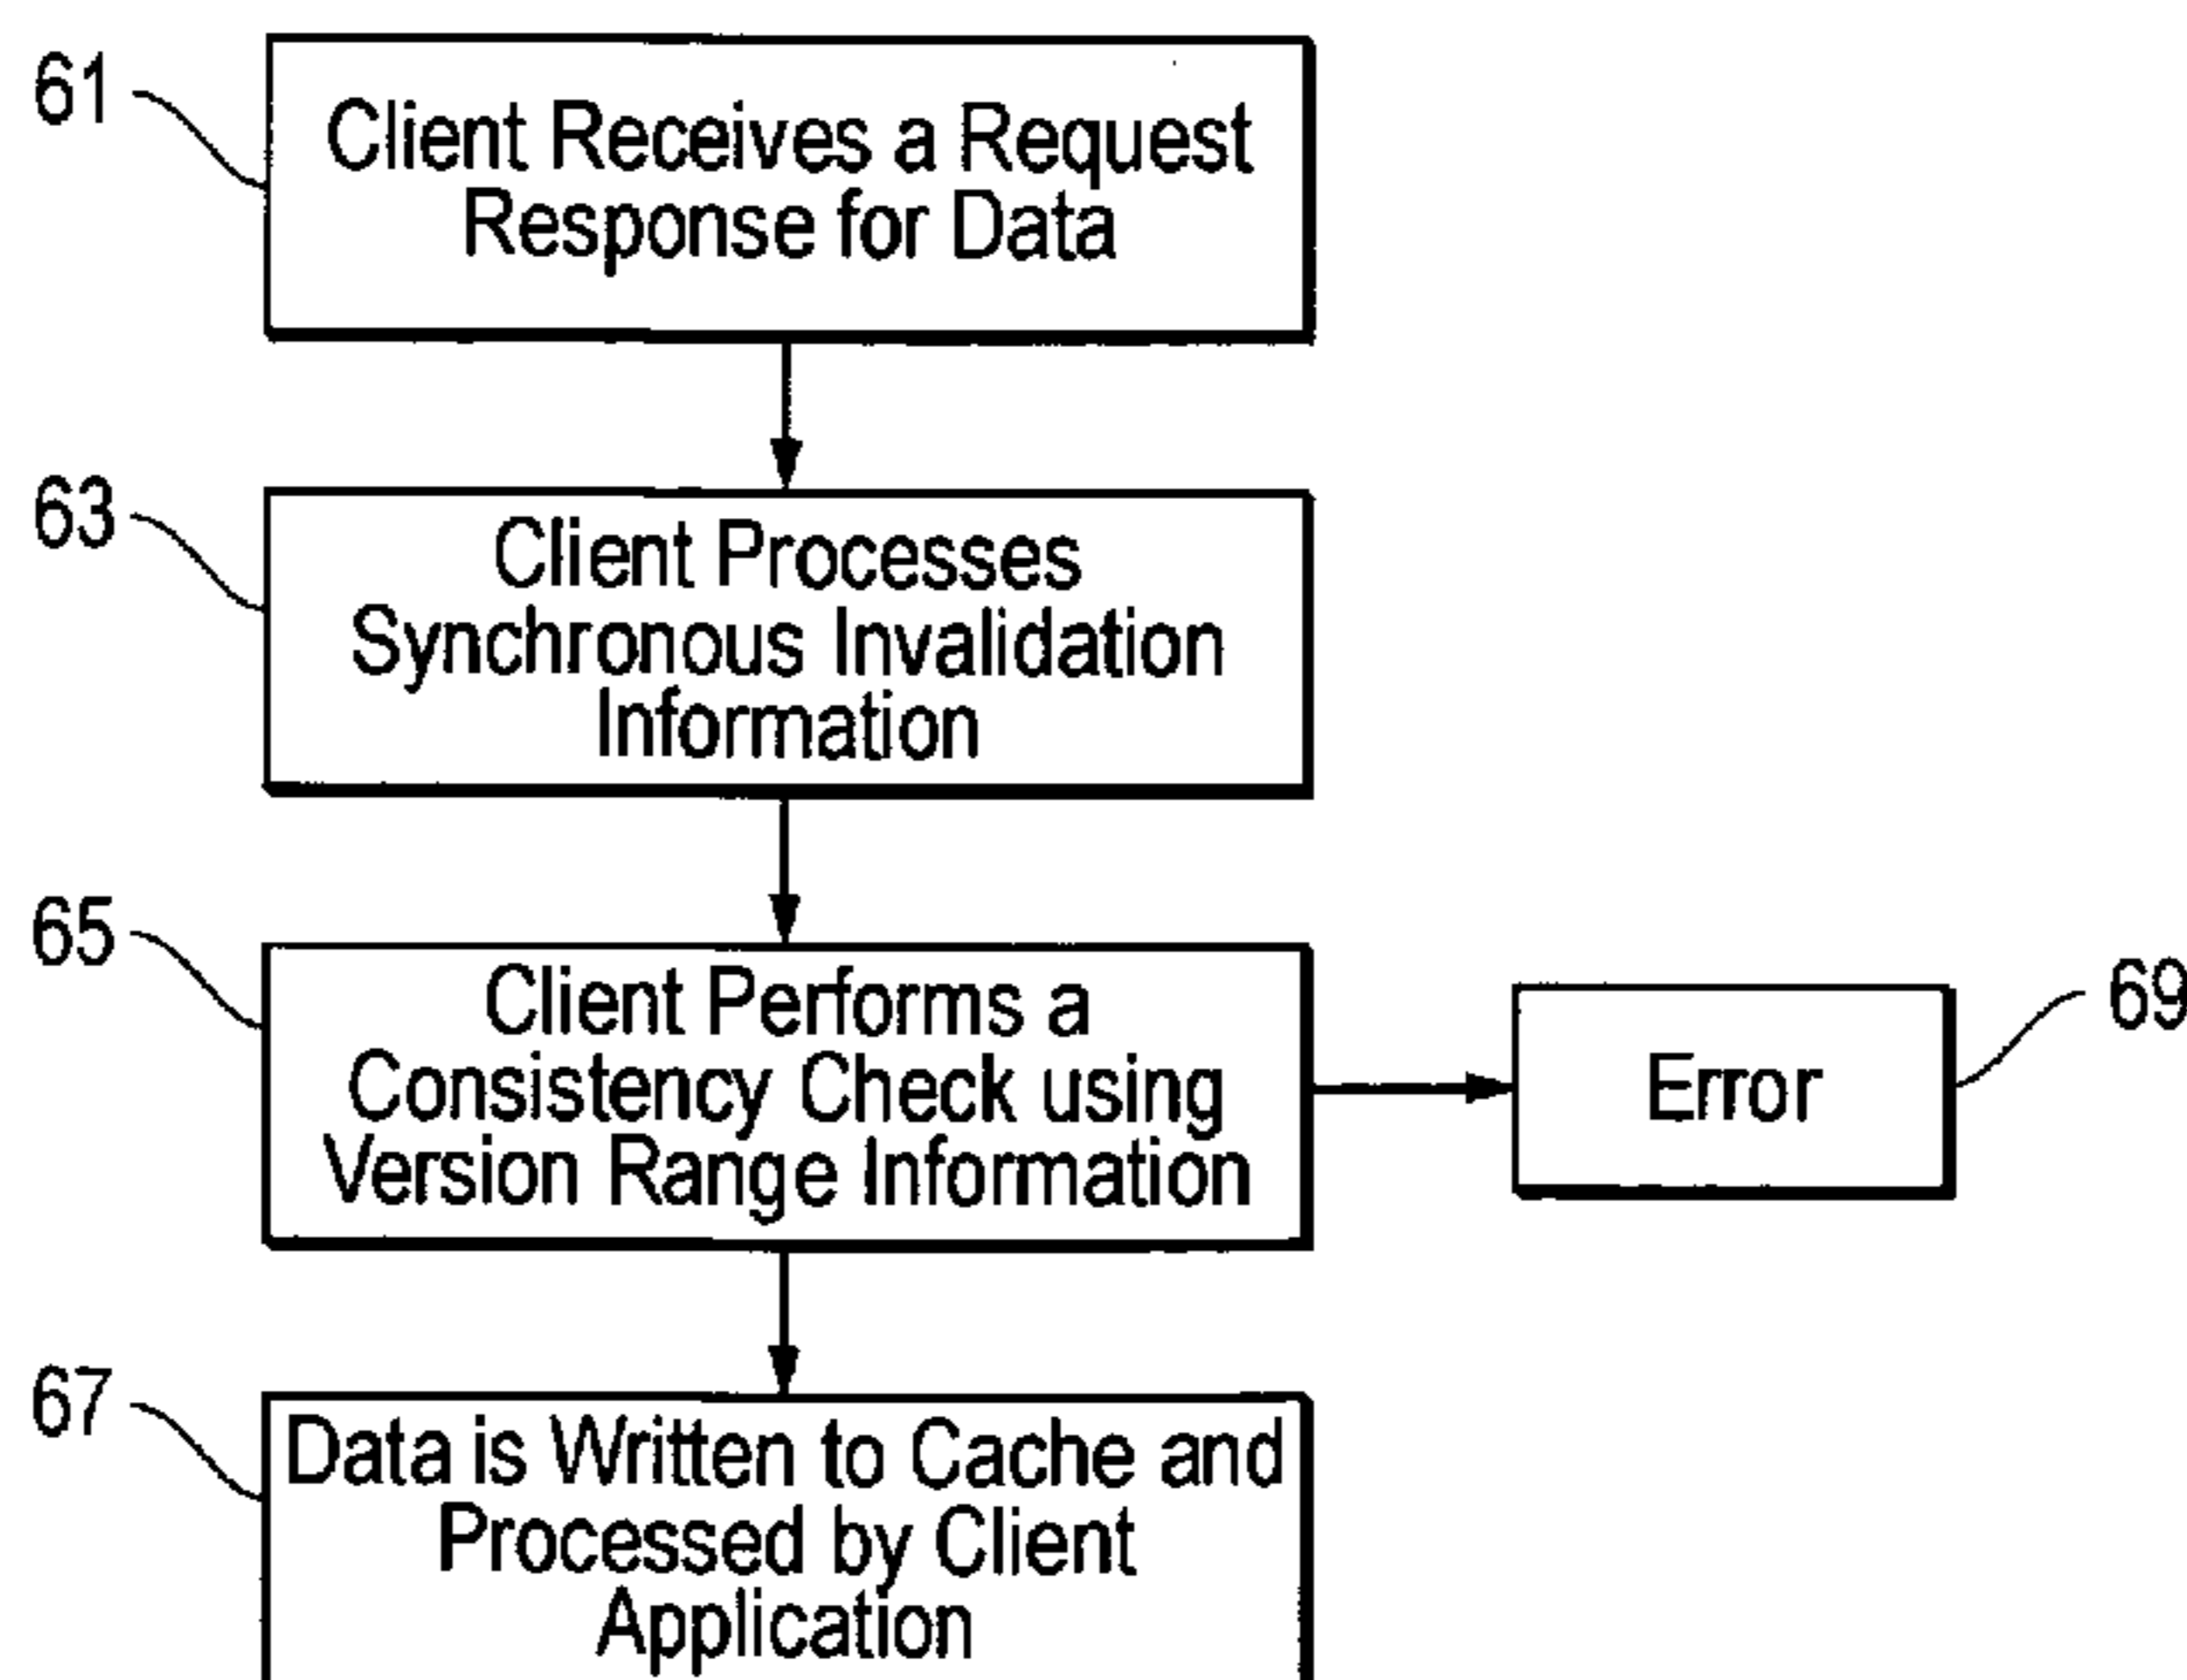 61
Client Receives a Request
Response for Data
63
Client Processes
Synchronous Invalidation
Information
65
Client Performs a
Consistency Check using
Version Range Information
69
Error
67
Data is Written to Cache and
Processed by Client
Application